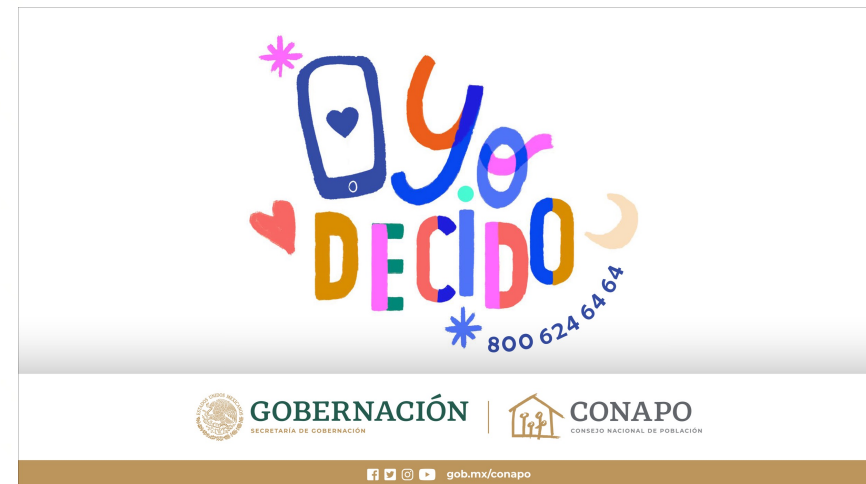 yo
DECIDO
800 624 64 64
GOBERNACIÓN
SECRETARÍA DE GOBERNACIÓN
CONAPO
CONSEJO NACIONAL DE POBLACIÓN
gob.mx/conapo